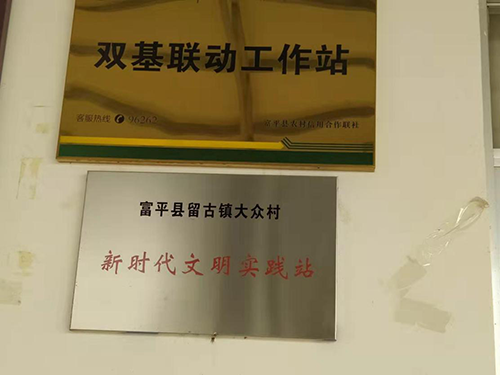 双基联动工作站
客服热线 96262
富平县农村信用合作联社
富平县留古镇大众村
新时代文明实践站